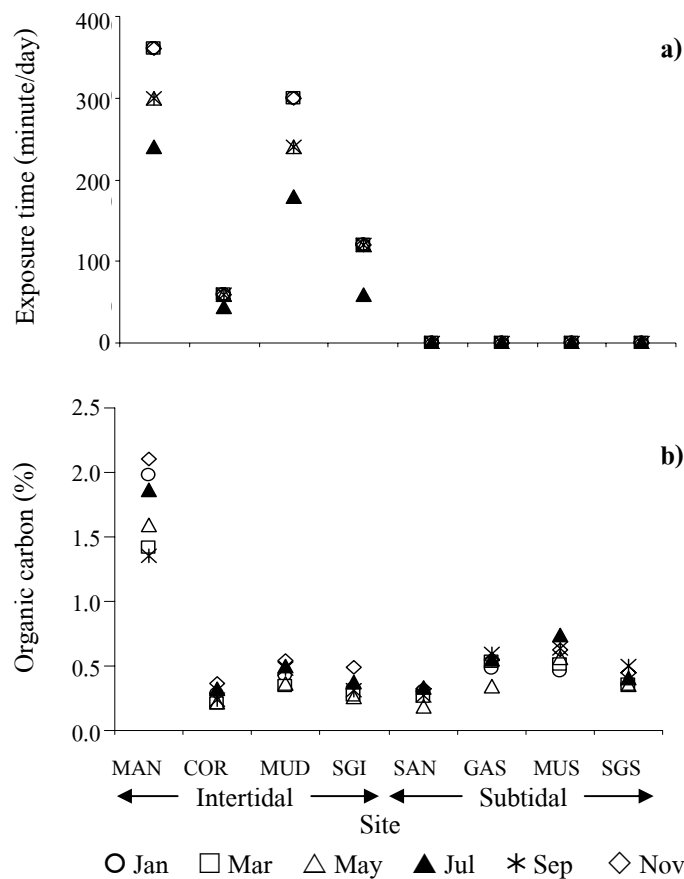 400
a)
300
200
100
0
Exposure time (minute/day)
2.5
b)
2.0
1.5
1.0
0.5
0.0
Organic carbon (%)
MAN COR MUD SGI SAN GAS MUS SGS
Intertidal Subtidal
Site
Jan Mar May Jul Sep Nov